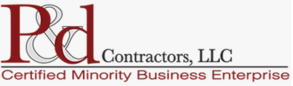 P&d Contractors, LLC
Certified Minority Business Enterprise